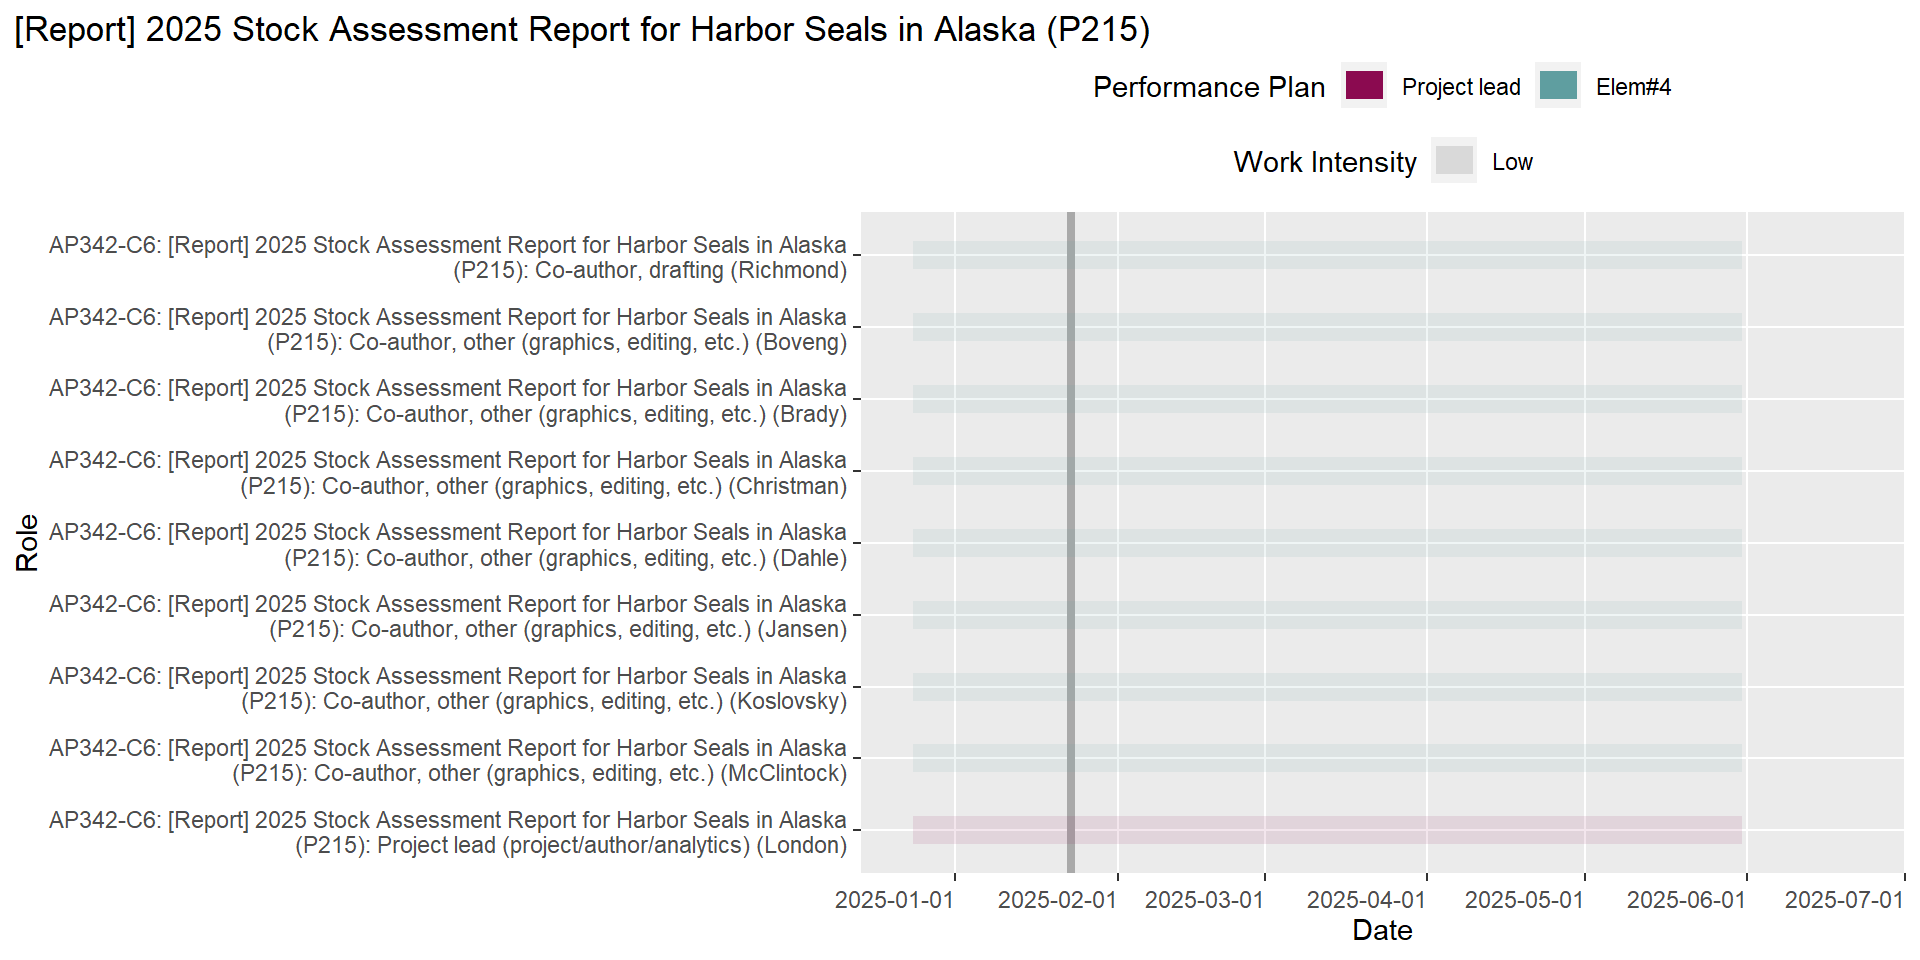 [Report] 2025 Stock Assessment Report for Harbor Seals in Alaska (P215)
Performance Plan Project lead Elem#4
Work Intensity Low
AP342-C6: [Report] 2025 Stock Assessment Report for Harbor Seals in Alaska
(P215): Co-author, drafting (Richmond)
AP342-C6: [Report] 2025 Stock Assessment Report for Harbor Seals in Alaska
(P215): Co-author, other (graphics, editing, etc.) (Boveng)
AP342-C6: [Report] 2025 Stock Assessment Report for Harbor Seals in Alaska
(P215): Co-author, other (graphics, editing, etc.) (Brady)
AP342-C6: [Report] 2025 Stock Assessment Report for Harbor Seals in Alaska
(P215): Co-author, other (graphics, editing, etc.) (Christman)
AP342-C6: [Report] 2025 Stock Assessment Report for Harbor Seals in Alaska
(P215): Co-author, other (graphics, editing, etc.) (Dahle)
AP342-C6: [Report] 2025 Stock Assessment Report for Harbor Seals in Alaska
(P215): Co-author, other (graphics, editing, etc.) (Jansen)
AP342-C6: [Report] 2025 Stock Assessment Report for Harbor Seals in Alaska
(P215): Co-author, other (graphics, editing, etc.) (Koslovsky)
AP342-C6: [Report] 2025 Stock Assessment Report for Harbor Seals in Alaska
(P215): Co-author, other (graphics, editing, etc.) (McClintock)
AP342-C6: [Report] 2025 Stock Assessment Report for Harbor Seals in Alaska
(P215): Project lead (project/author/analytics) (London)
Role
2025-01-01 2025-02-01 2025-03-01 2025-04-01 2025-05-01 2025-06-01 2025-07-01
Date